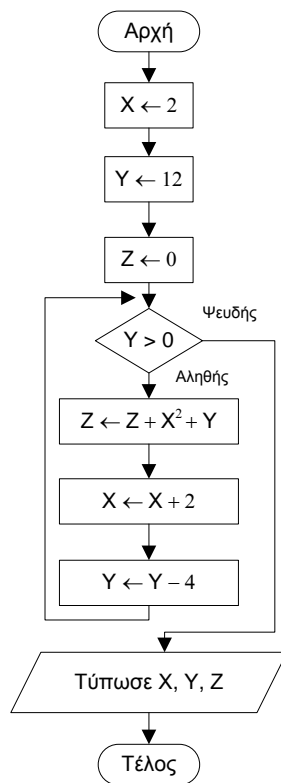 Αρχή
X ← 2
Y ← 12
Z ← 0
Ψευδής
Y > 0
Αληθής
Z ← Z + X² + Y
X ← X + 2
Y ← Y − 4
Τύπωσε X, Y, Z
Τέλος